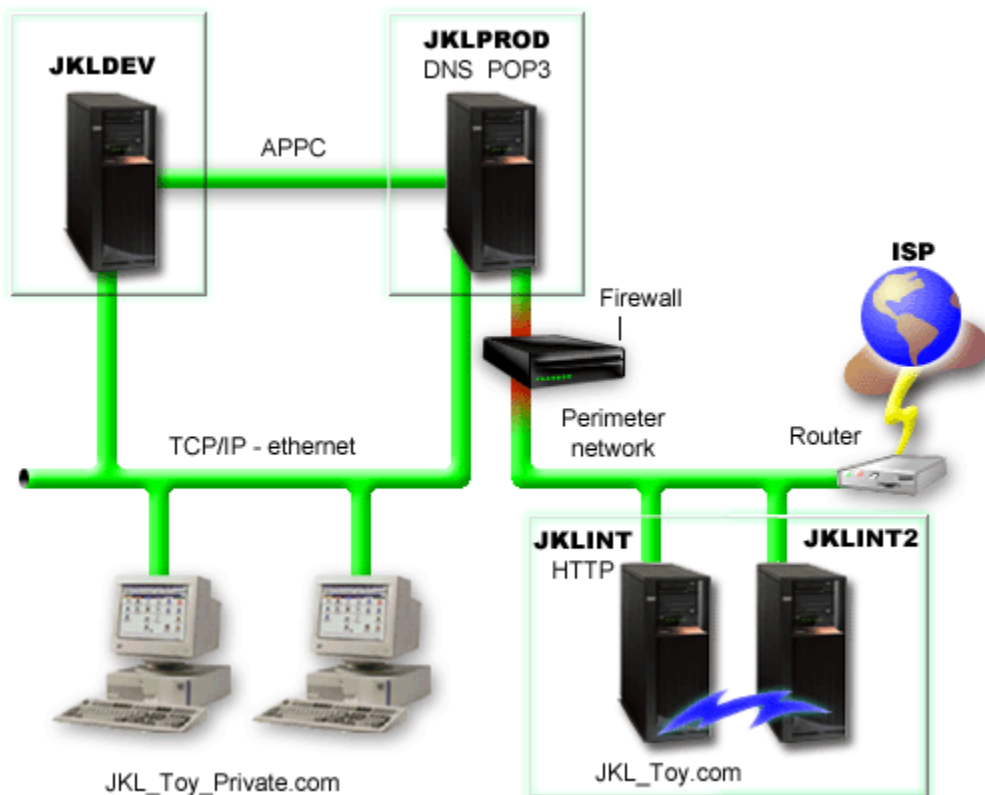 JKLDEV
JKLPROD
DNS POP3
APPC
ISP
Firewall
Perimeter
network
Router
TCP/IP - ethernet
JKLINT
HTTP
JKLINT2
JKL_Toy_Private.com
JKL_Toy.com